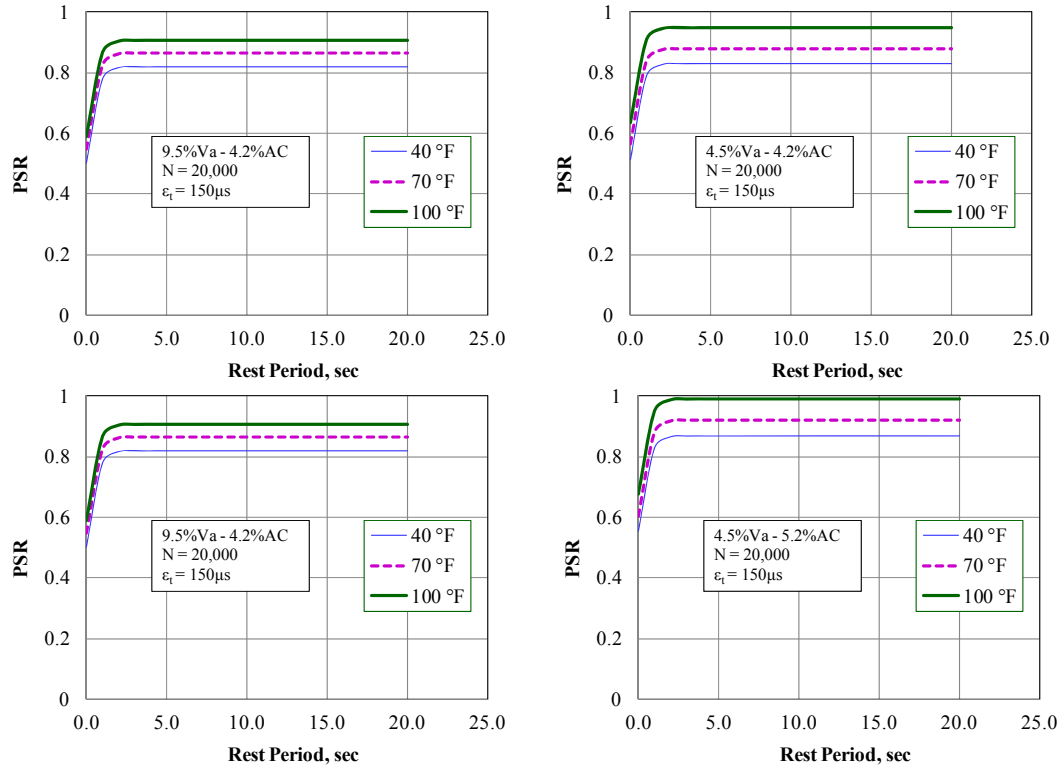 1
0.8
0.6
0.4
0.2
0
PSR
9.5%Va - 4.2%AC
N = 20,000
εt = 150μs
40 °F
70 °F
100 °F
0.0 5.0 10.0 15.0 20.0 25.0
Rest Period, sec
1
0.8
0.6
0.4
0.2
0
PSR
4.5%Va - 4.2%AC
N = 20,000
εt = 150μs
40 °F
70 °F
100 °F
0.0 5.0 10.0 15.0 20.0 25.0
Rest Period, sec
1
0.8
0.6
0.4
0.2
0
PSR
9.5%Va - 4.2%AC
N = 20,000
εt = 150μs
40 °F
70 °F
100 °F
0.0 5.0 10.0 15.0 20.0 25.0
Rest Period, sec
1
0.8
0.6
0.4
0.2
0
PSR
4.5%Va - 5.2%AC
N = 20,000
εt = 150μs
40 °F
70 °F
100 °F
0.0 5.0 10.0 15.0 20.0 25.0
Rest Period, sec